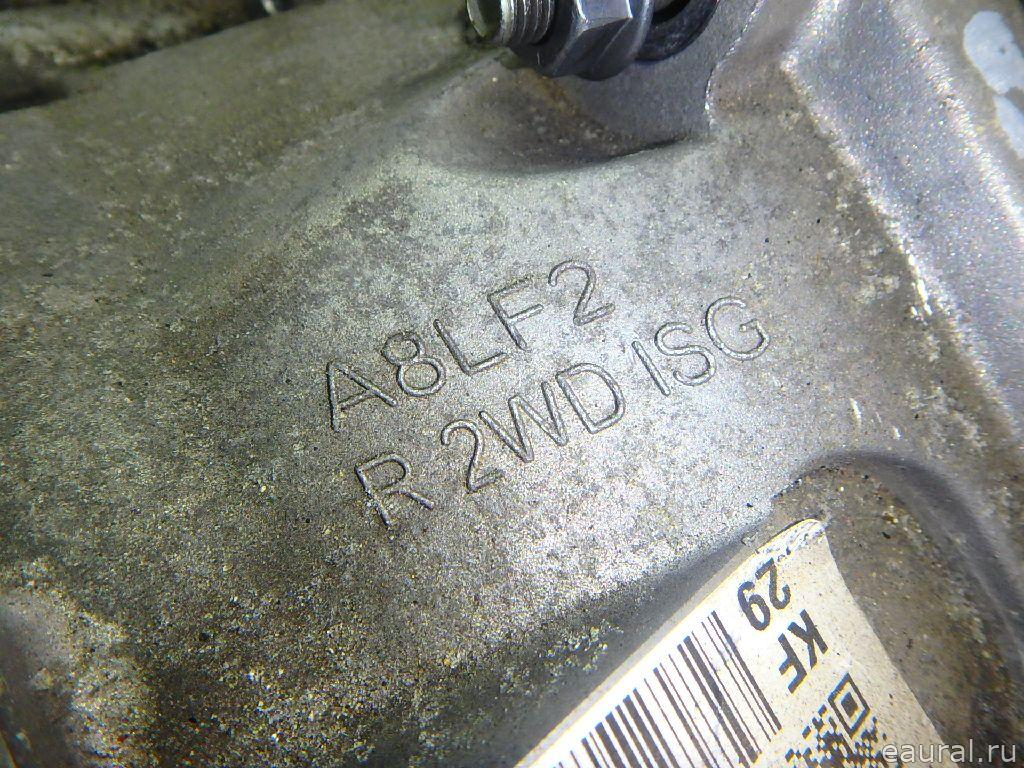 A8LF2
R 2WD ISG
KF
29
eaural.ru